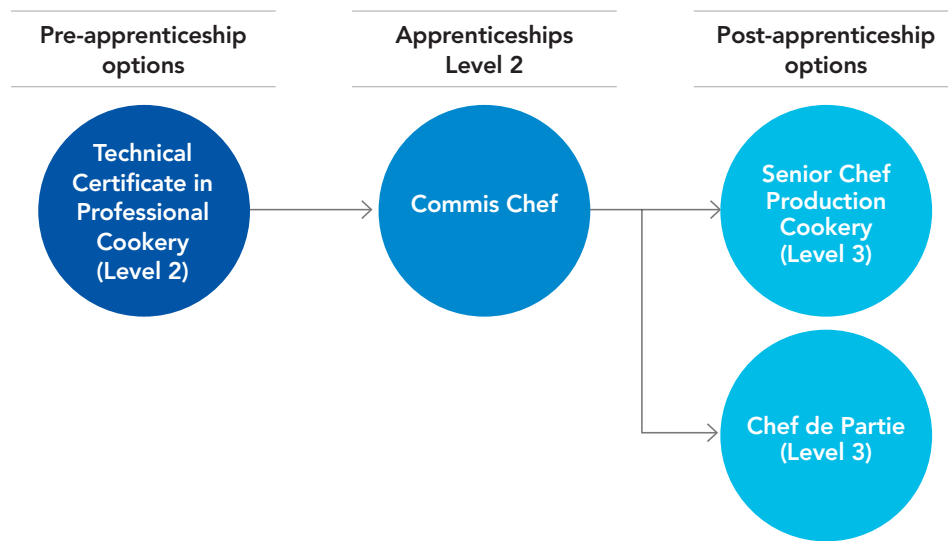 Pre-apprenticeship
options
Apprenticeships
Level 2
Post-apprenticeship
options
Technical
Certificate in
Professional
Cookery
(Level 2)
Commis Chef
Senior Chef
Production
Cookery
(Level 3)
Chef de Partie
(Level 3)